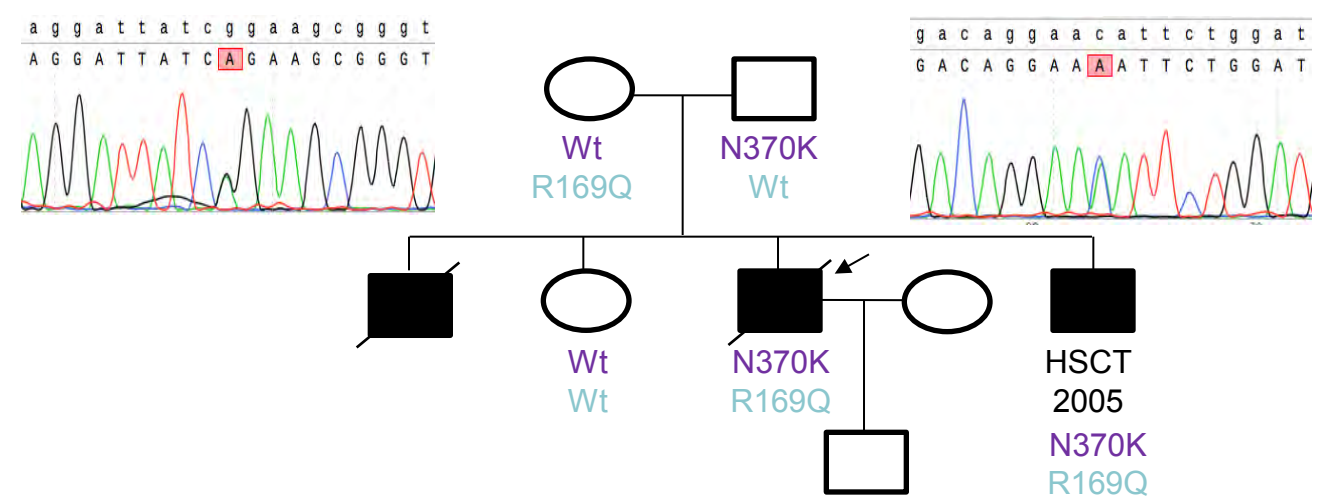 a g g a t t a t c g g a a g c g g g t
A G G A T T A T C A G A A G C G G G T
g a c a g g a a c a t t c t g g a t
G A C A G G A A A A T T C T G G A T
Wt
R169Q
N370K
Wt
Wt
Wt
N370K
R169Q
HSCT
2005
N370K
R169Q